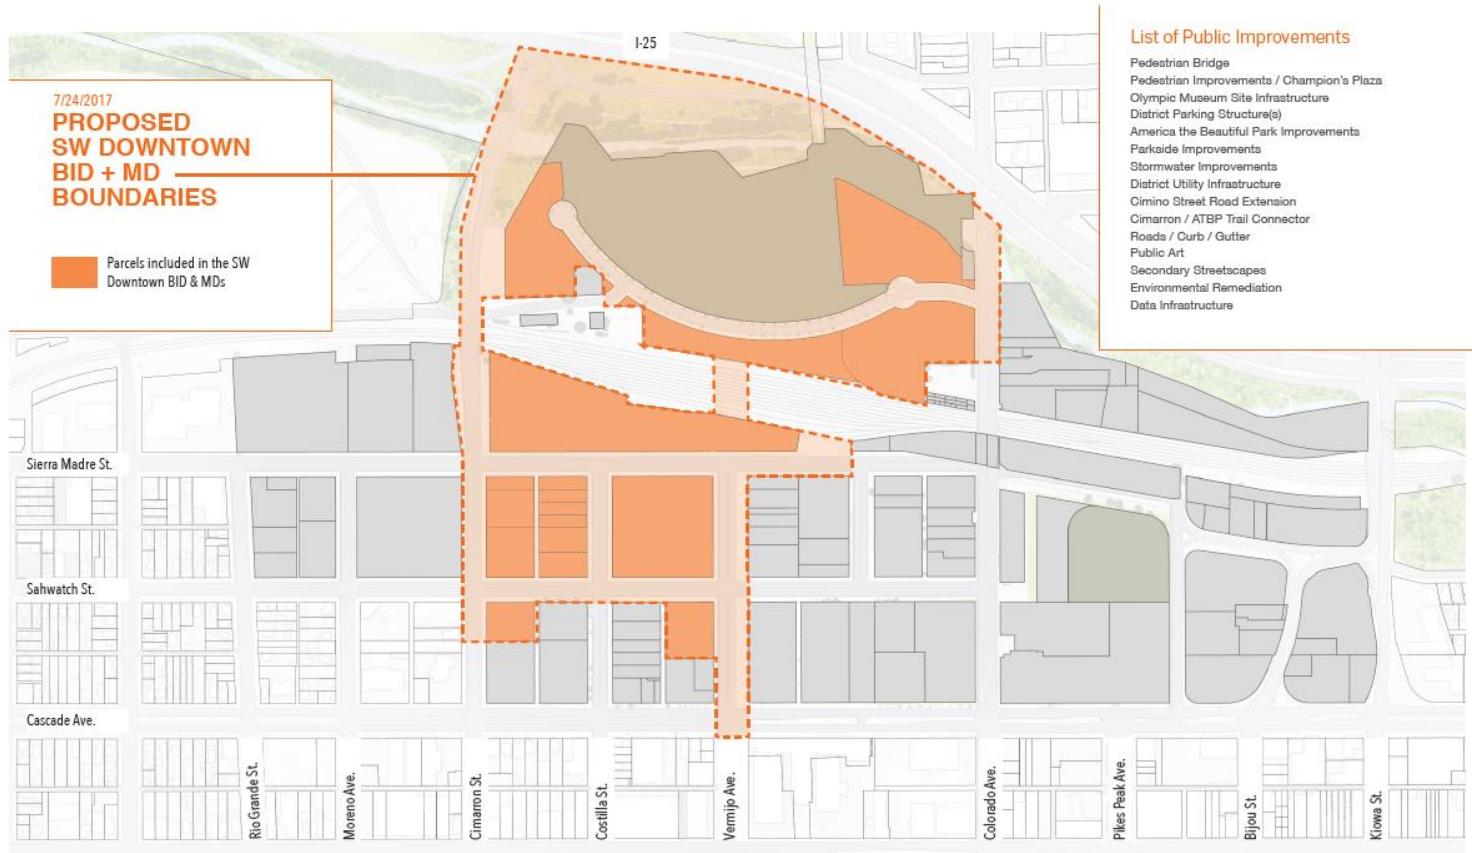 I-25
7/24/2017
PROPOSED
SW DOWNTOWN
BID + MD
BOUNDARIES
Parcels included in the SW
Downtown BID & MDs
List of Public Improvements
Pedestrian Bridge
Pedestrian Improvements / Champion's Plaza
Olympic Museum Site Infrastructure
District Parking Structure(s)
America the Beautiful Park Improvements
Parkside Improvements
Stormwater Improvements
District Utility Infrastructure
Cimino Street Road Extension
Cimarron / ATBP Trail Connector
Roads / Curb / Gutter
Public Art
Secondary Streetscapes
Environmental Remediation
Data Infrastructure
Sierra Madre St.
Sahwatch St.
Cascade Ave.
Rio Grande St.
Moreno Ave.
Cimarron St.
Costilla St.
Vermijo Ave.
Colorado Ave.
Pikes Peak Ave.
Bijou St.
Kiowa St.